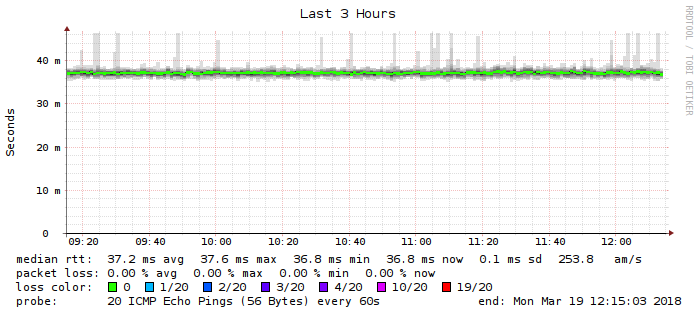 Last 3 Hours
RRDTOOL / TOBI OETIKER
Seconds
40 m
30 m
20 m
10 m
0
09:20 09:40 10:00 10:20 10:40 11:00 11:20 11:40 12:00
median rtt: 37.2 ms avg 37.6 ms max 36.8 ms min 36.8 ms now 0.1 ms sd 253.8 am/s
packet loss: 0.00 % avg 0.00 % max 0.00 % min 0.00 % now
loss color: 0 1/20 2/20 3/20 4/20 10/20 19/20
probe: 20 ICMP Echo Pings (56 Bytes) every 60s end: Mon Mar 19 12:15:03 2018